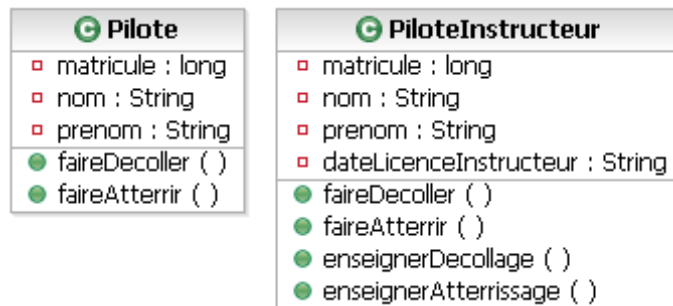 C Pilote
matricule : long
nom : String
prenom : String
faireDecoller ( )
faireAtterrir ( )
C PiloteInstructeur
matricule : long
nom : String
prenom : String
dateLicenceInstructeur : String
faireDecoller ( )
faireAtterrir ( )
enseignerDecollage ( )
enseignerAtterrissage ( )